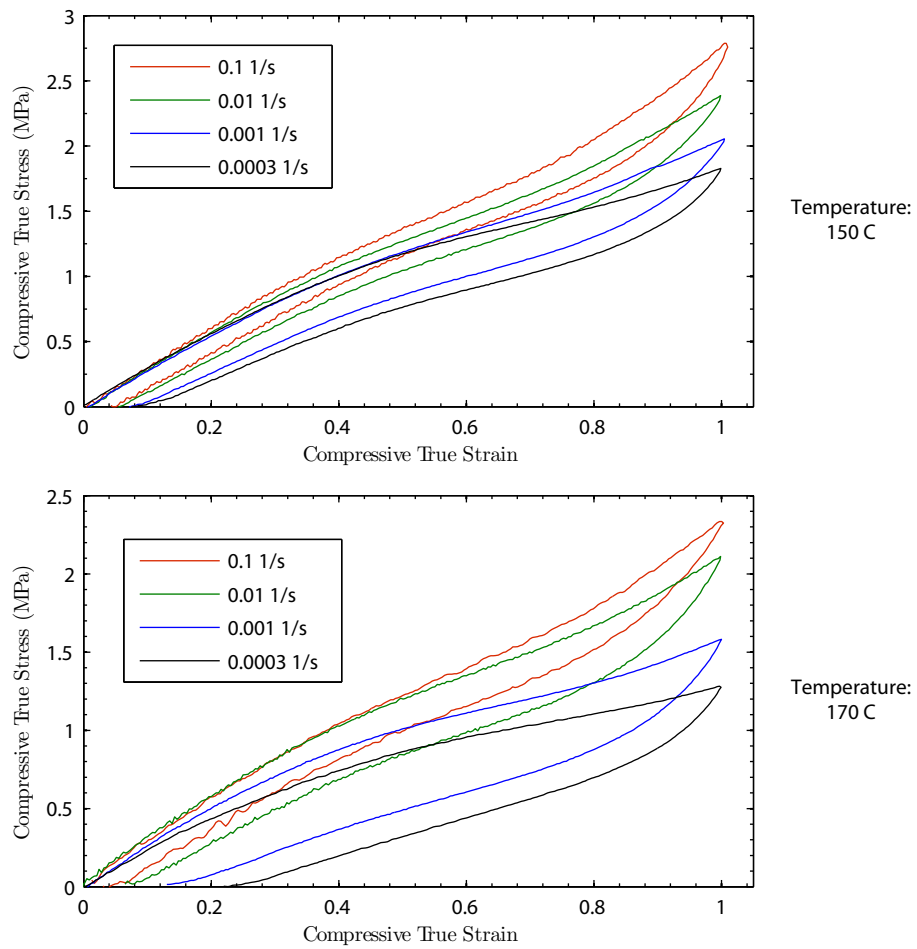 3
2.5
2
1.5
1
0.5
0
Compressive True Stress (MPa)
0.1 1/s
0.01 1/s
0.001 1/s
0.0003 1/s
0 0.2 0.4 0.6 0.8 1
Compressive True Strain
Temperature:
150 C
2.5
2
1.5
1
0.5
0
Compressive True Stress (MPa)
0.1 1/s
0.01 1/s
0.001 1/s
0.0003 1/s
0 0.2 0.4 0.6 0.8 1
Compressive True Strain
Temperature:
170 C